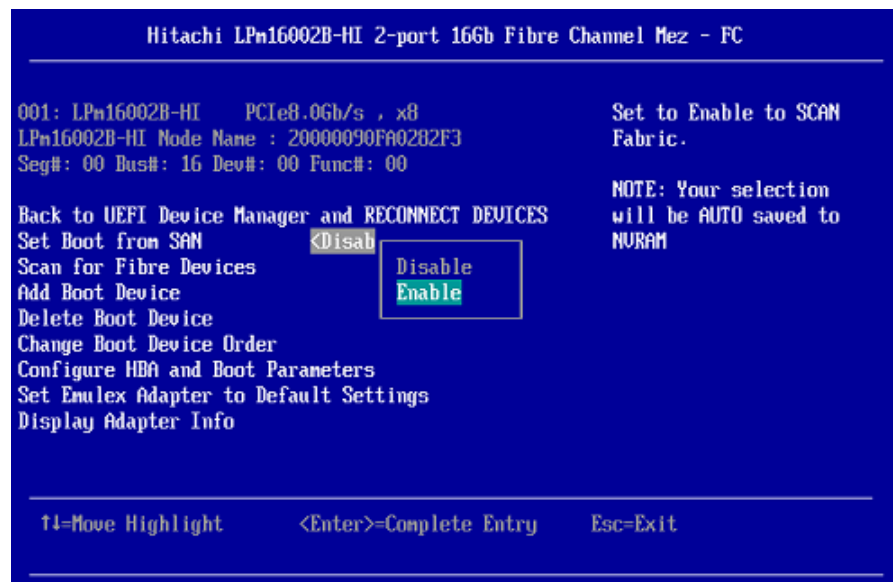 Hitachi LPm16002B-HI 2-port 16Gb Fibre Channel Mez - FC
001: LPm16002B-HI PCIe8.0Gb/s , x8
LPm16002B-HI Node Name : 20000090FA0282F3
Seg#: 00 Bus#: 16 Dev#: 00 Func#: 00
Back to UEFI Device Manager and RECONNECT DEVICES
Set Boot from SAN <Disab
Scan for Fibre Devices
Add Boot Device
Delete Boot Device
Change Boot Device Order
Configure HBA and Boot Parameters
Set Emulex Adapter to Default Settings
Display Adapter Info
Disable
Enable
Set to Enable to SCAN
Fabric.
NOTE: Your selection
will be AUTO saved to
NVRAM
↑↓=Move Highlight <Enter>=Complete Entry Esc=Exit